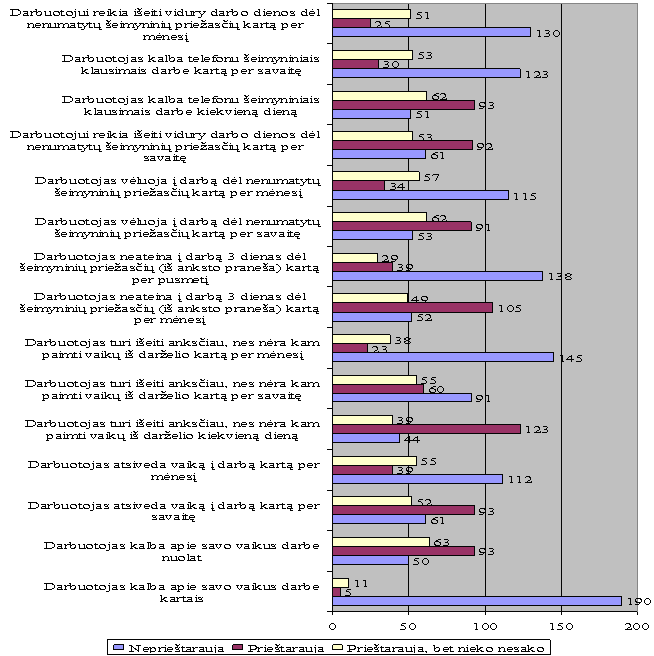 Darbuotojui reikia išeiti vidury darbo dienos dėl
nenumatytų šeimyninių priežasčių kartą per
mėnesį
51
25
130
Darbuotojas kalba telefonu šeimyniniais
klausimais darbe kartą per savaitę
53
30
123
Darbuotojas kalba telefonu šeimyniniais
klausimais darbe kiekvieną dieną
62
93
51
Darbuotojui reikia išeiti vidury darbo dienos dėl
nenumatytų šeimyninių priežasčių kartą per
savaitę
53
92
61
Darbuotojas vėluoja į darbą dėl nenumatytų
šeimyninių priežasčių kartą per mėnesį
57
34
115
Darbuotojas vėluoja į darbą dėl nenumatytų
šeimyninių priežasčių kartą per savaitę
62
91
53
Darbuotojas neateina į darbą 3 dienas dėl
šeimyninių priežasčių (iš anksto praneša) kartą
per pusmetį
29
39
138
Darbuotojas neateina į darbą 3 dienas dėl
šeimyninių priežasčių (iš anksto praneša) kartą
per mėnesį
49
105
52
Darbuotojas turi išeiti anksčiau, nes nėra kam
paimti vaikų iš darželio kartą per mėnesį
38
23
145
Darbuotojas turi išeiti anksčiau, nes nėra kam
paimti vaikų iš darželio kartą per savaitę
55
60
91
Darbuotojas turi išeiti anksčiau, nes nėra kam
paimti vaikų iš darželio kiekvieną dieną
39
123
44
Darbuotojas atsiveda vaiką į darbą kartą per
mėnesį
55
39
112
Darbuotojas atsiveda vaiką į darbą kartą per
savaitę
52
93
61
Darbuotojas kalba apie savo vaikus darbe
nuolat
63
93
50
Darbuotojas kalba apie savo vaikus darbe
kartais
11
5
190
0 50 100 150 200
Neprieštarauja Prieštarauja Prieštarauja, bet nieko nesako